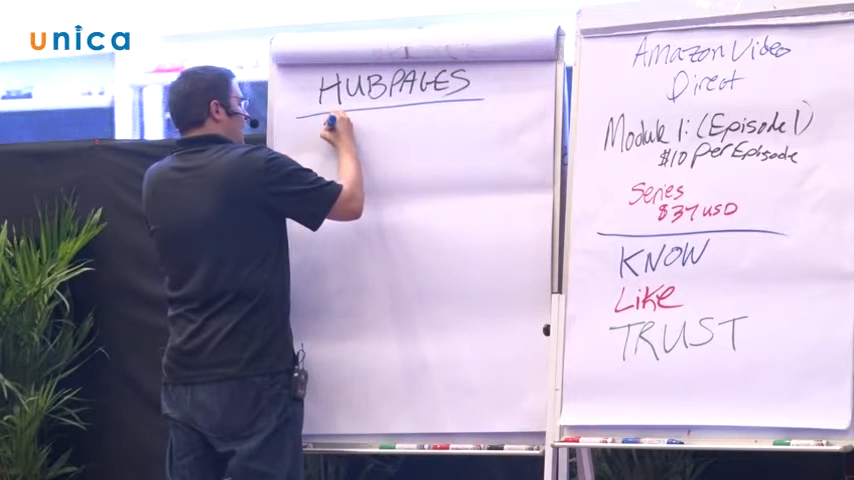 unica
HUBPAGES
Amazon Video
Direct
Module 1: (Episode 1)
$10 per Episode
Series
$37 USD
KNOW
Like
TRUST